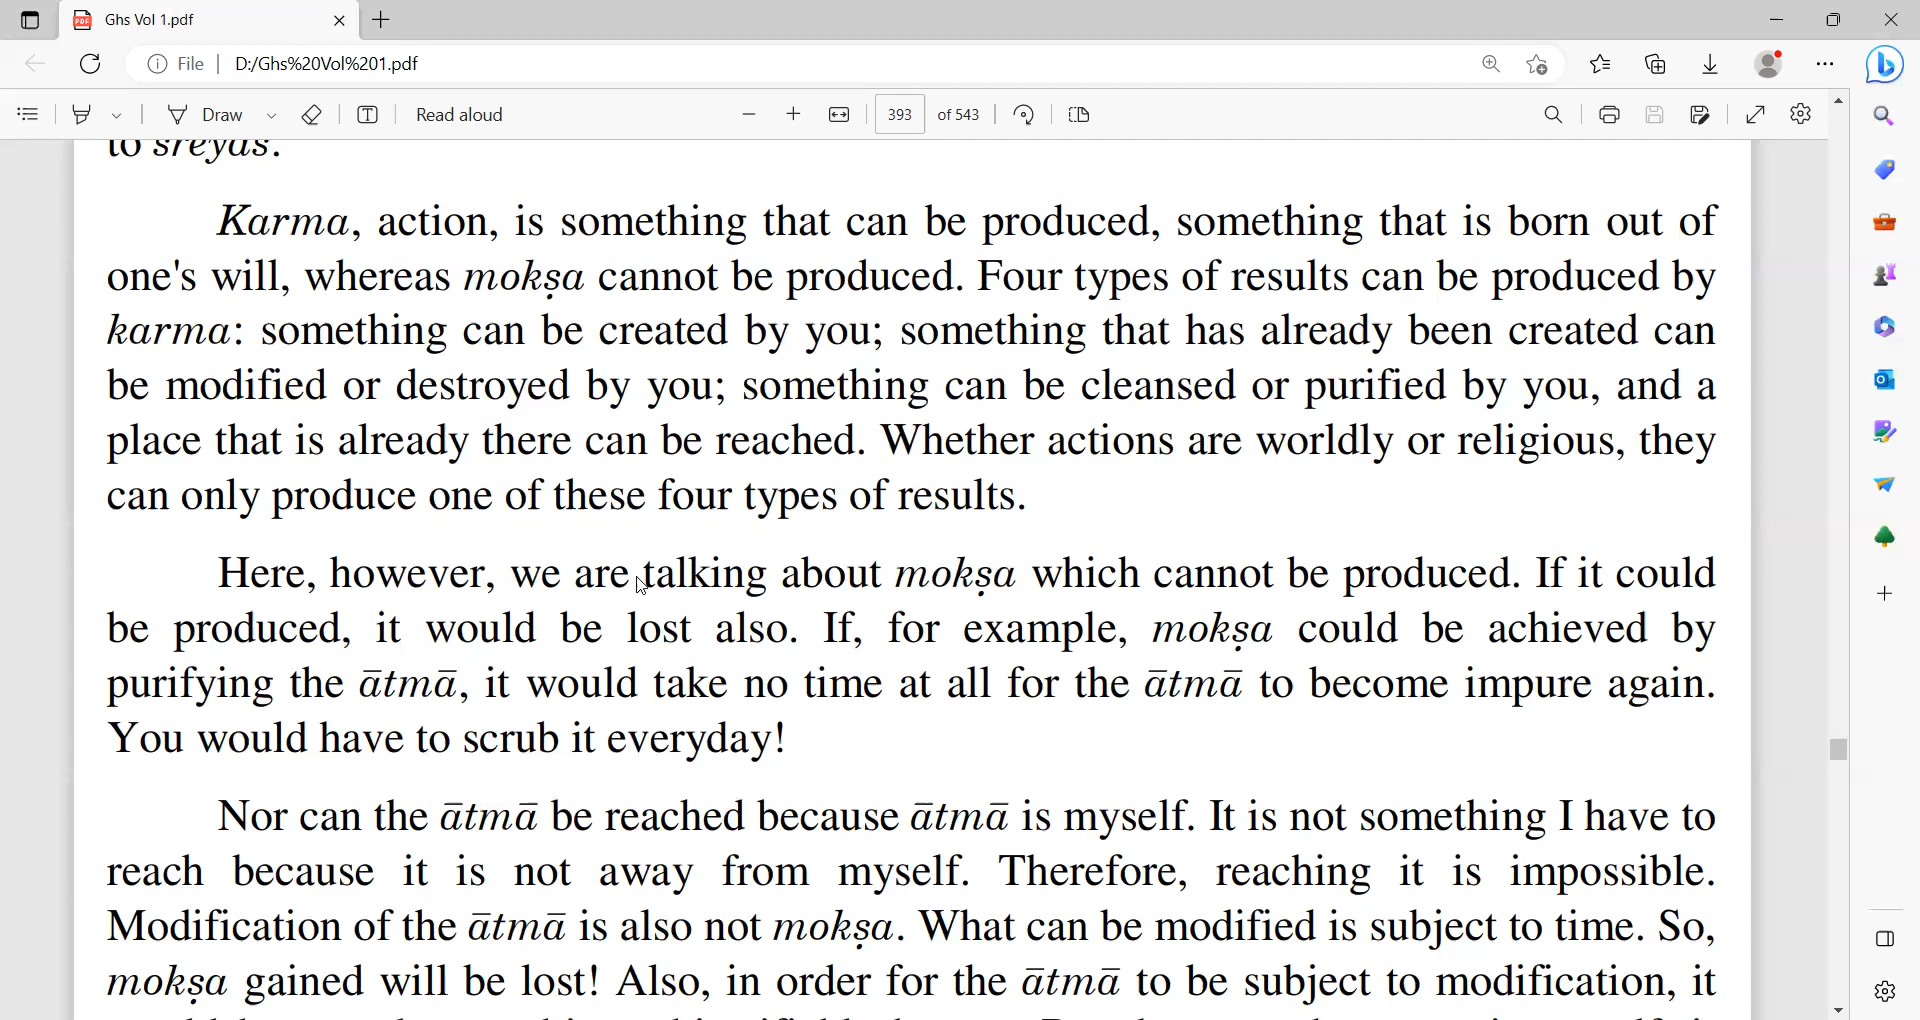 Ghs Vol 1.pdf
File D:/Ghs%20Vol%201.pdf
Draw Read aloud 393 of 543
to śreyas.
Karma, action, is something that can be produced, something that is born out of
one's will, whereas mokṣa cannot be produced. Four types of results can be produced by
karma: something can be created by you; something that has already been created can
be modified or destroyed by you; something can be cleansed or purified by you, and a
place that is already there can be reached. Whether actions are worldly or religious, they
can only produce one of these four types of results.
Here, however, we are talking about mokṣa which cannot be produced. If it could
be produced, it would be lost also. If, for example, mokṣa could be achieved by
purifying the ātmā, it would take no time at all for the ātmā to become impure again.
You would have to scrub it everyday!
Nor can the ātmā be reached because ātmā is myself. It is not something I have to
reach because it is not away from myself. Therefore, reaching it is impossible.
Modification of the ātmā is also not mokṣa. What can be modified is subject to time. So,
mokṣa gained will be lost! Also, in order for the ātmā to be subject to modification, it